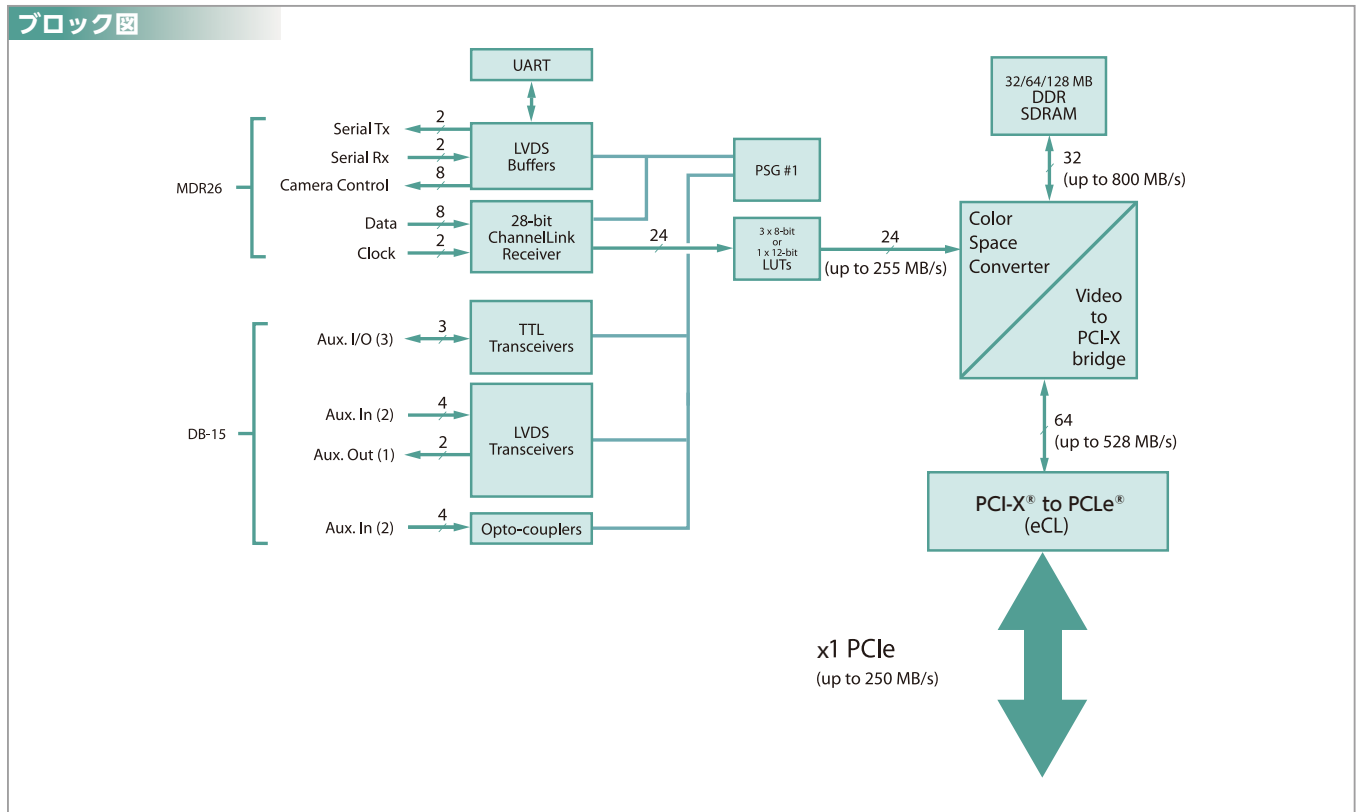 ブロック図
UART
32/64/128 MB
DDR
SDRAM
MDR26
Serial Tx
2
Serial Rx
2
Camera Control
8
LVDS
Buffers
PSG #1
32
(up to 800 MB/s)
Data
8
Clock
2
28-bit
ChannelLink
Receiver
24
3 x 8-bit
or
1 x 12-bit
LUTs
24
(up to 255 MB/s)
Color
Space
Converter
Video
to
PCI-X
bridge
DB-15
Aux. I/O (3)
3
TTL
Transceivers
Aux. In (2)
4
Aux. Out (1)
2
LVDS
Transceivers
64
(up to 528 MB/s)
Aux. In (2)
4
Opto-couplers
PCI-X® to PCLe®
(eCL)
x1 PCIe
(up to 250 MB/s)